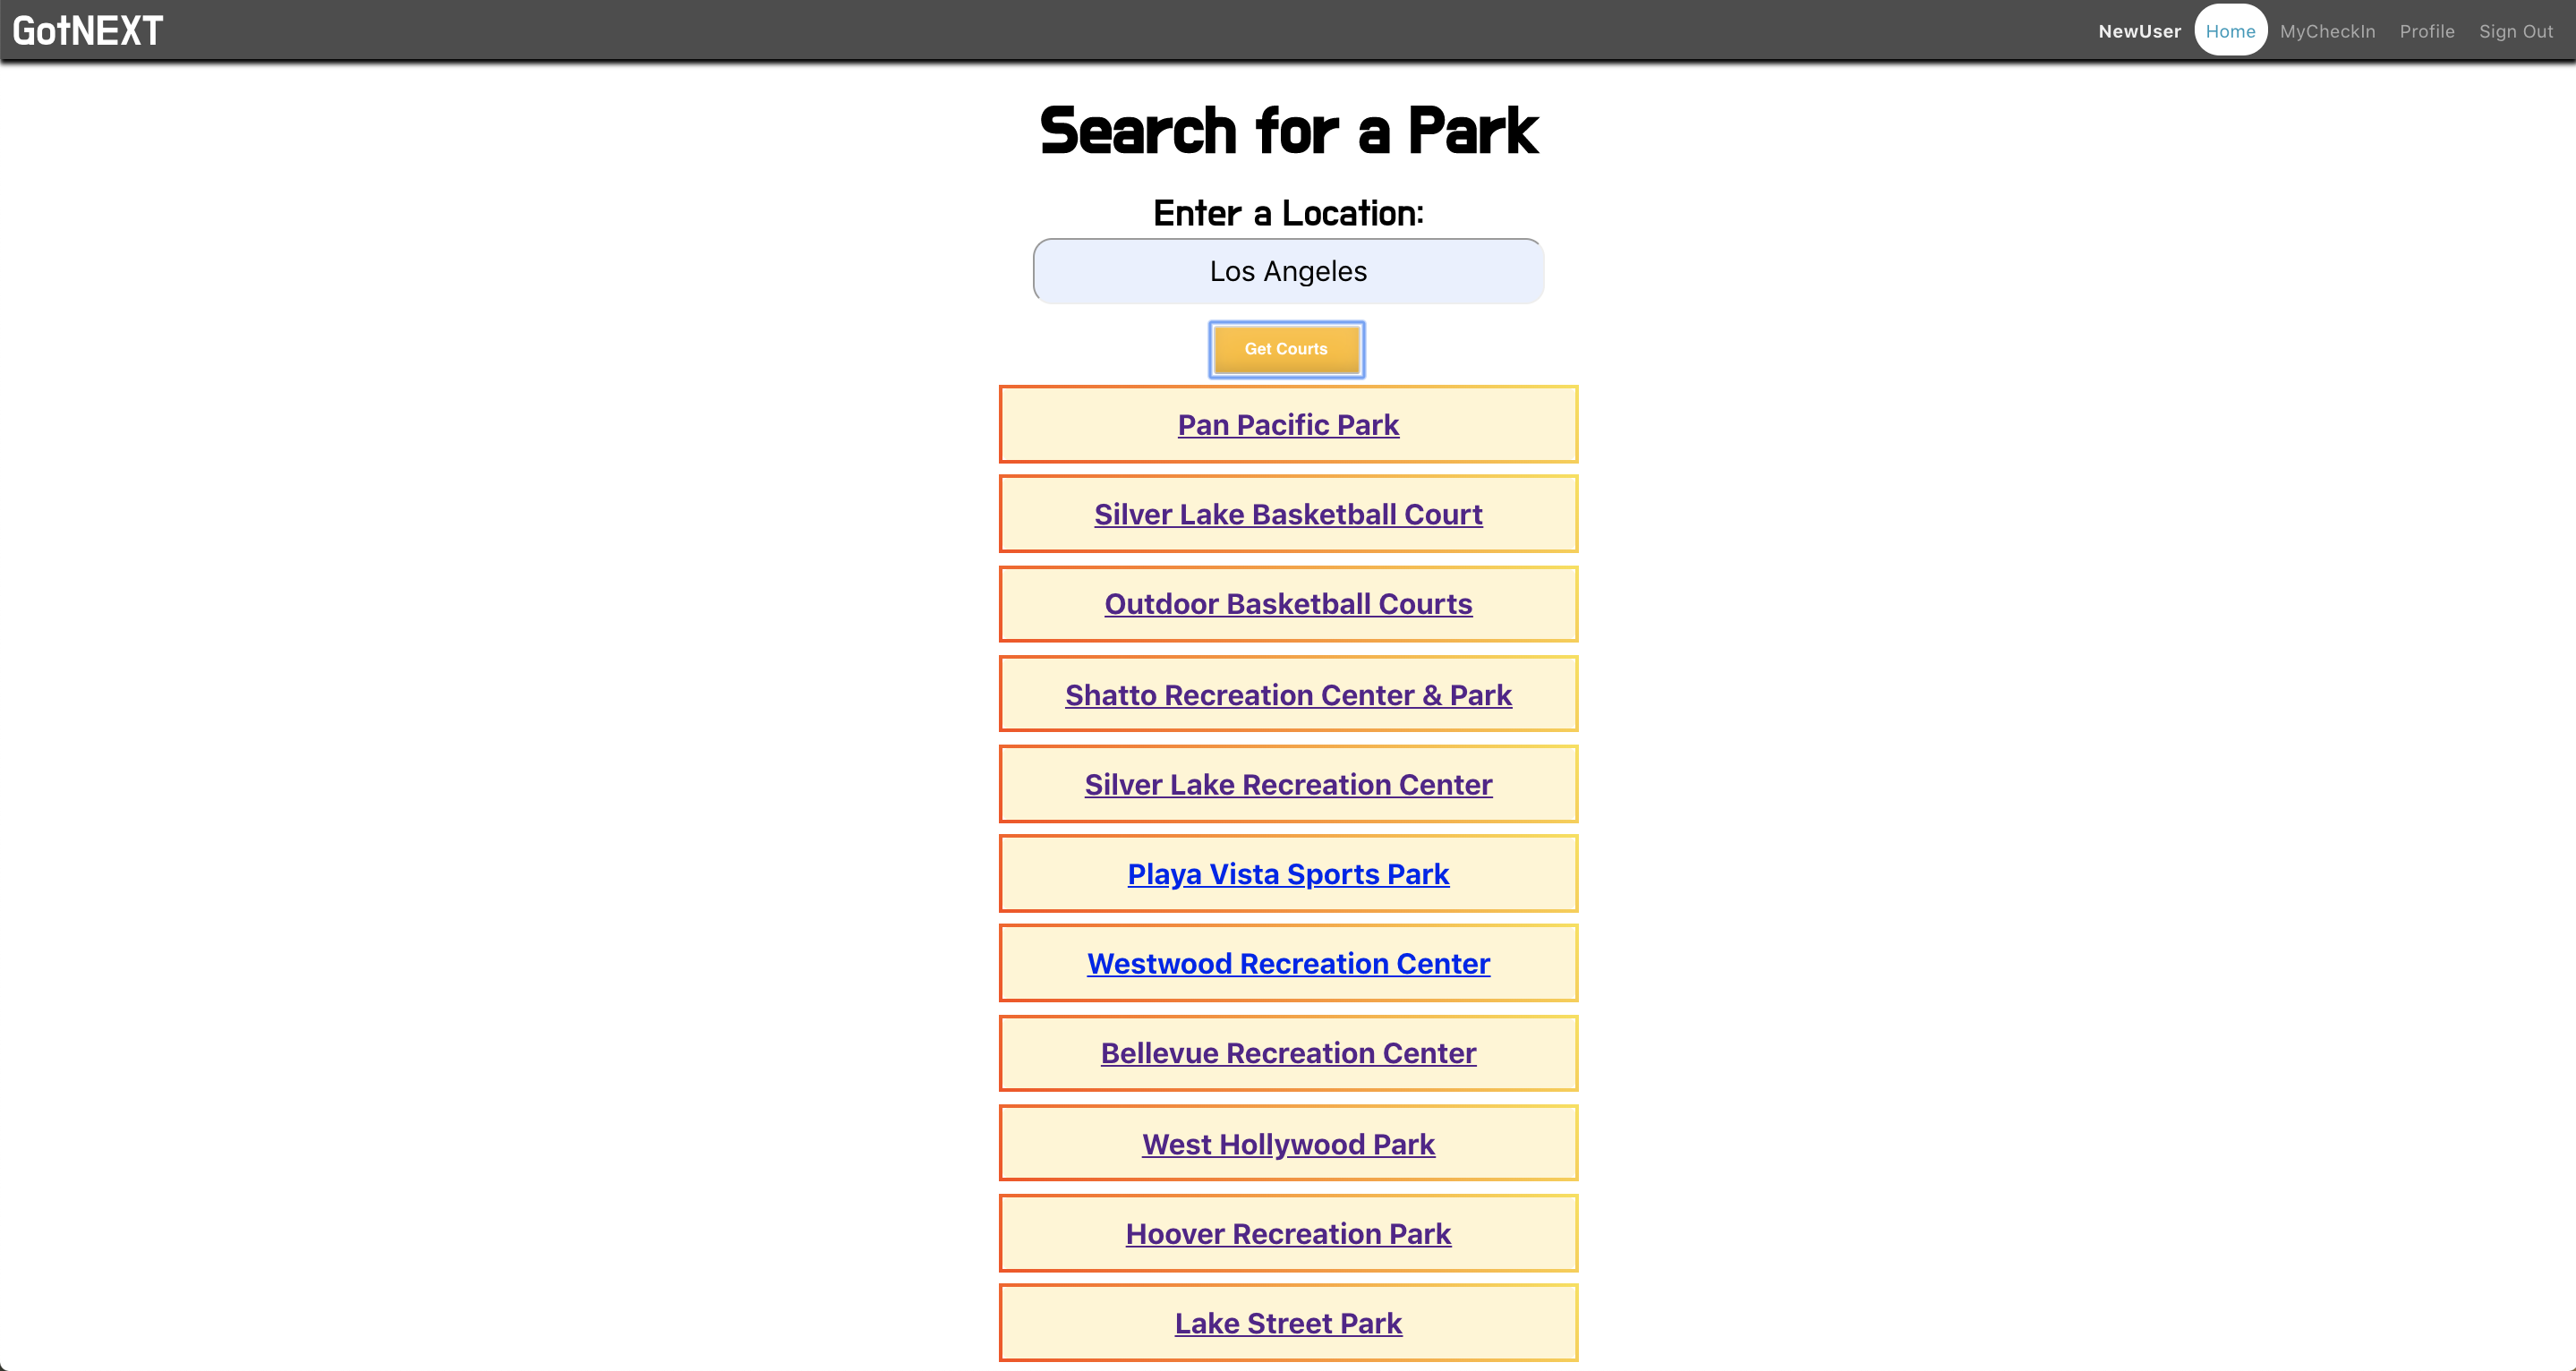 GotNEXT
NewUser Home MyCheckIn Profile Sign Out
Search for a Park
Enter a Location:
Los Angeles
Get Courts
Pan Pacific Park
Silver Lake Basketball Court
Outdoor Basketball Courts
Shatto Recreation Center & Park
Silver Lake Recreation Center
Playa Vista Sports Park
Westwood Recreation Center
Bellevue Recreation Center
West Hollywood Park
Hoover Recreation Park
Lake Street Park